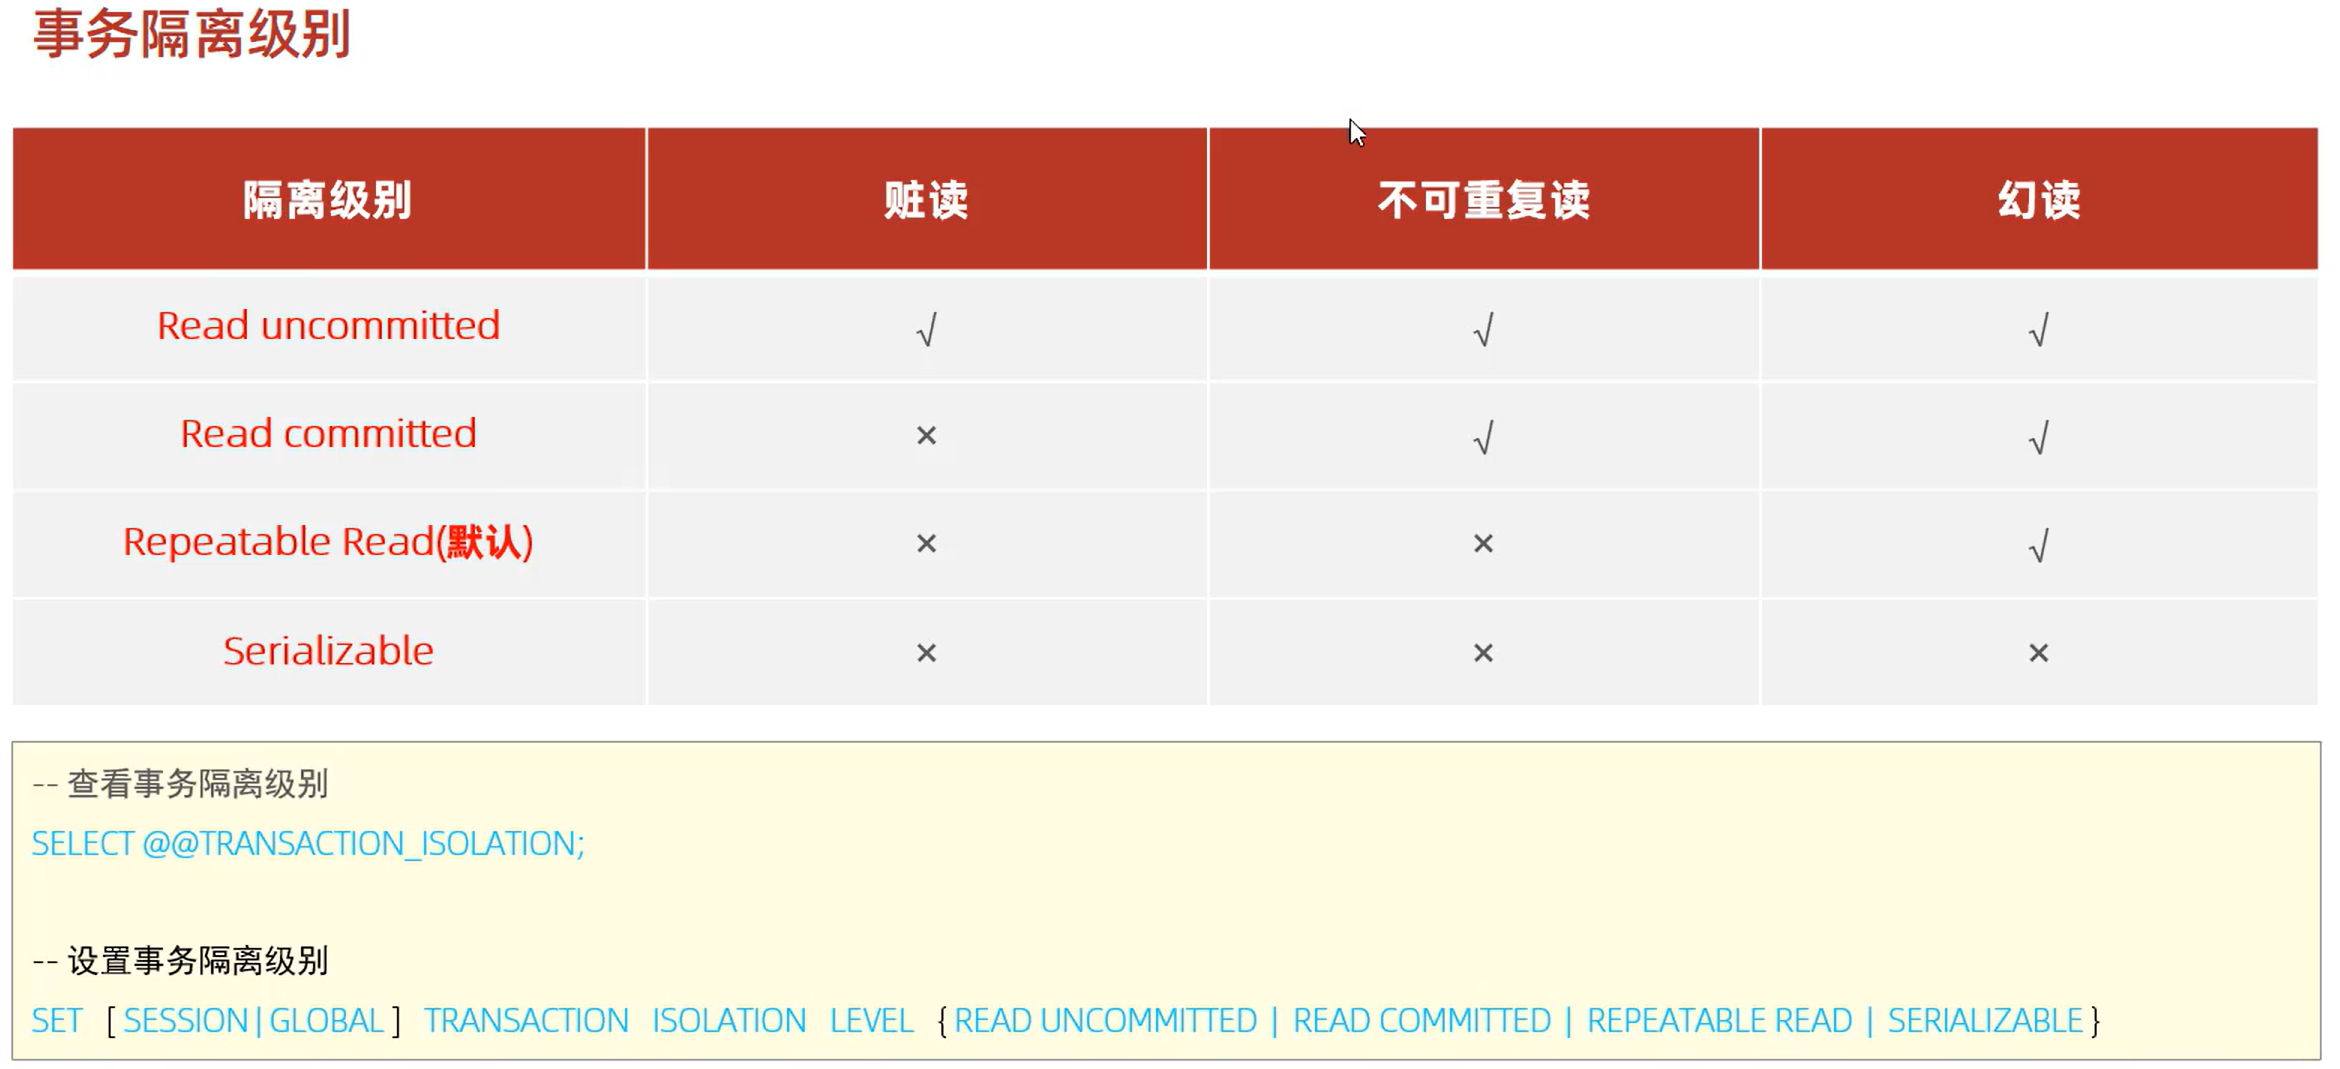 事务隔离级别
隔离级别 脏读 不可重复读 幻读
Read uncommitted √ √ √
Read committed × √ √
Repeatable Read(默认) × × √
Serializable × × ×
-- 查看事务隔离级别
SELECT @@TRANSACTION_ISOLATION;
-- 设置事务隔离级别
SET [ SESSION | GLOBAL ] TRANSACTION ISOLATION LEVEL { READ UNCOMMITTED | READ COMMITTED | REPEATABLE READ | SERIALIZABLE }